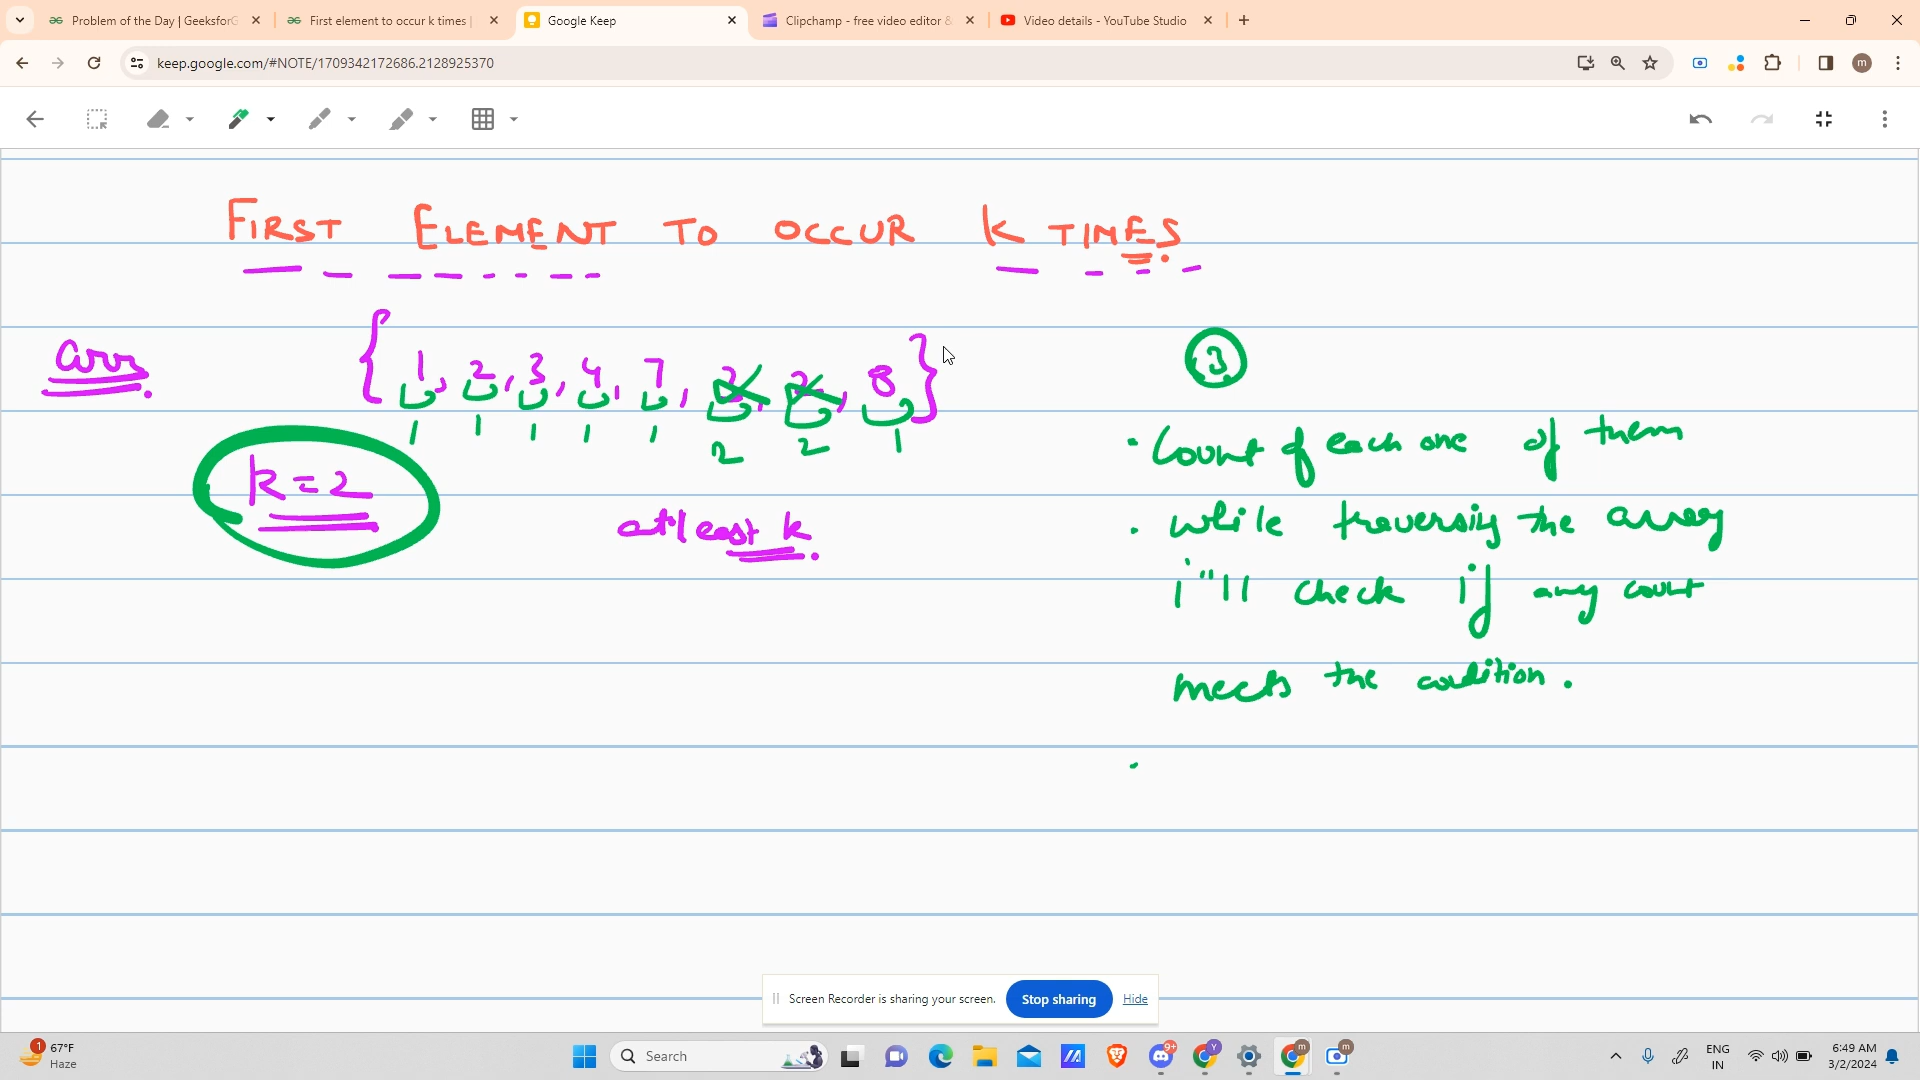 Problem of the Day | GeeksforG
First element to occur k times |
Google Keep
Clipchamp - free video editor &
Video details - YouTube Studio
keep.google.com/#NOTE/1709342172686.2128925370
FIRST ELEMENT TO OCCUR k TIMES.
arr { 1, 2, 3, 4, 7, 2, 2, 8 }
1 1 1 1 1 2 2 1
k=2
atleast k.
3
. Count of each one of them
. while traversing the array
i"ll check if any count
meets the condition.
.
Screen Recorder is sharing your screen. Stop sharing Hide
1
67°F
Haze
Search
9+
ENG
IN
6:49 AM
3/2/2024